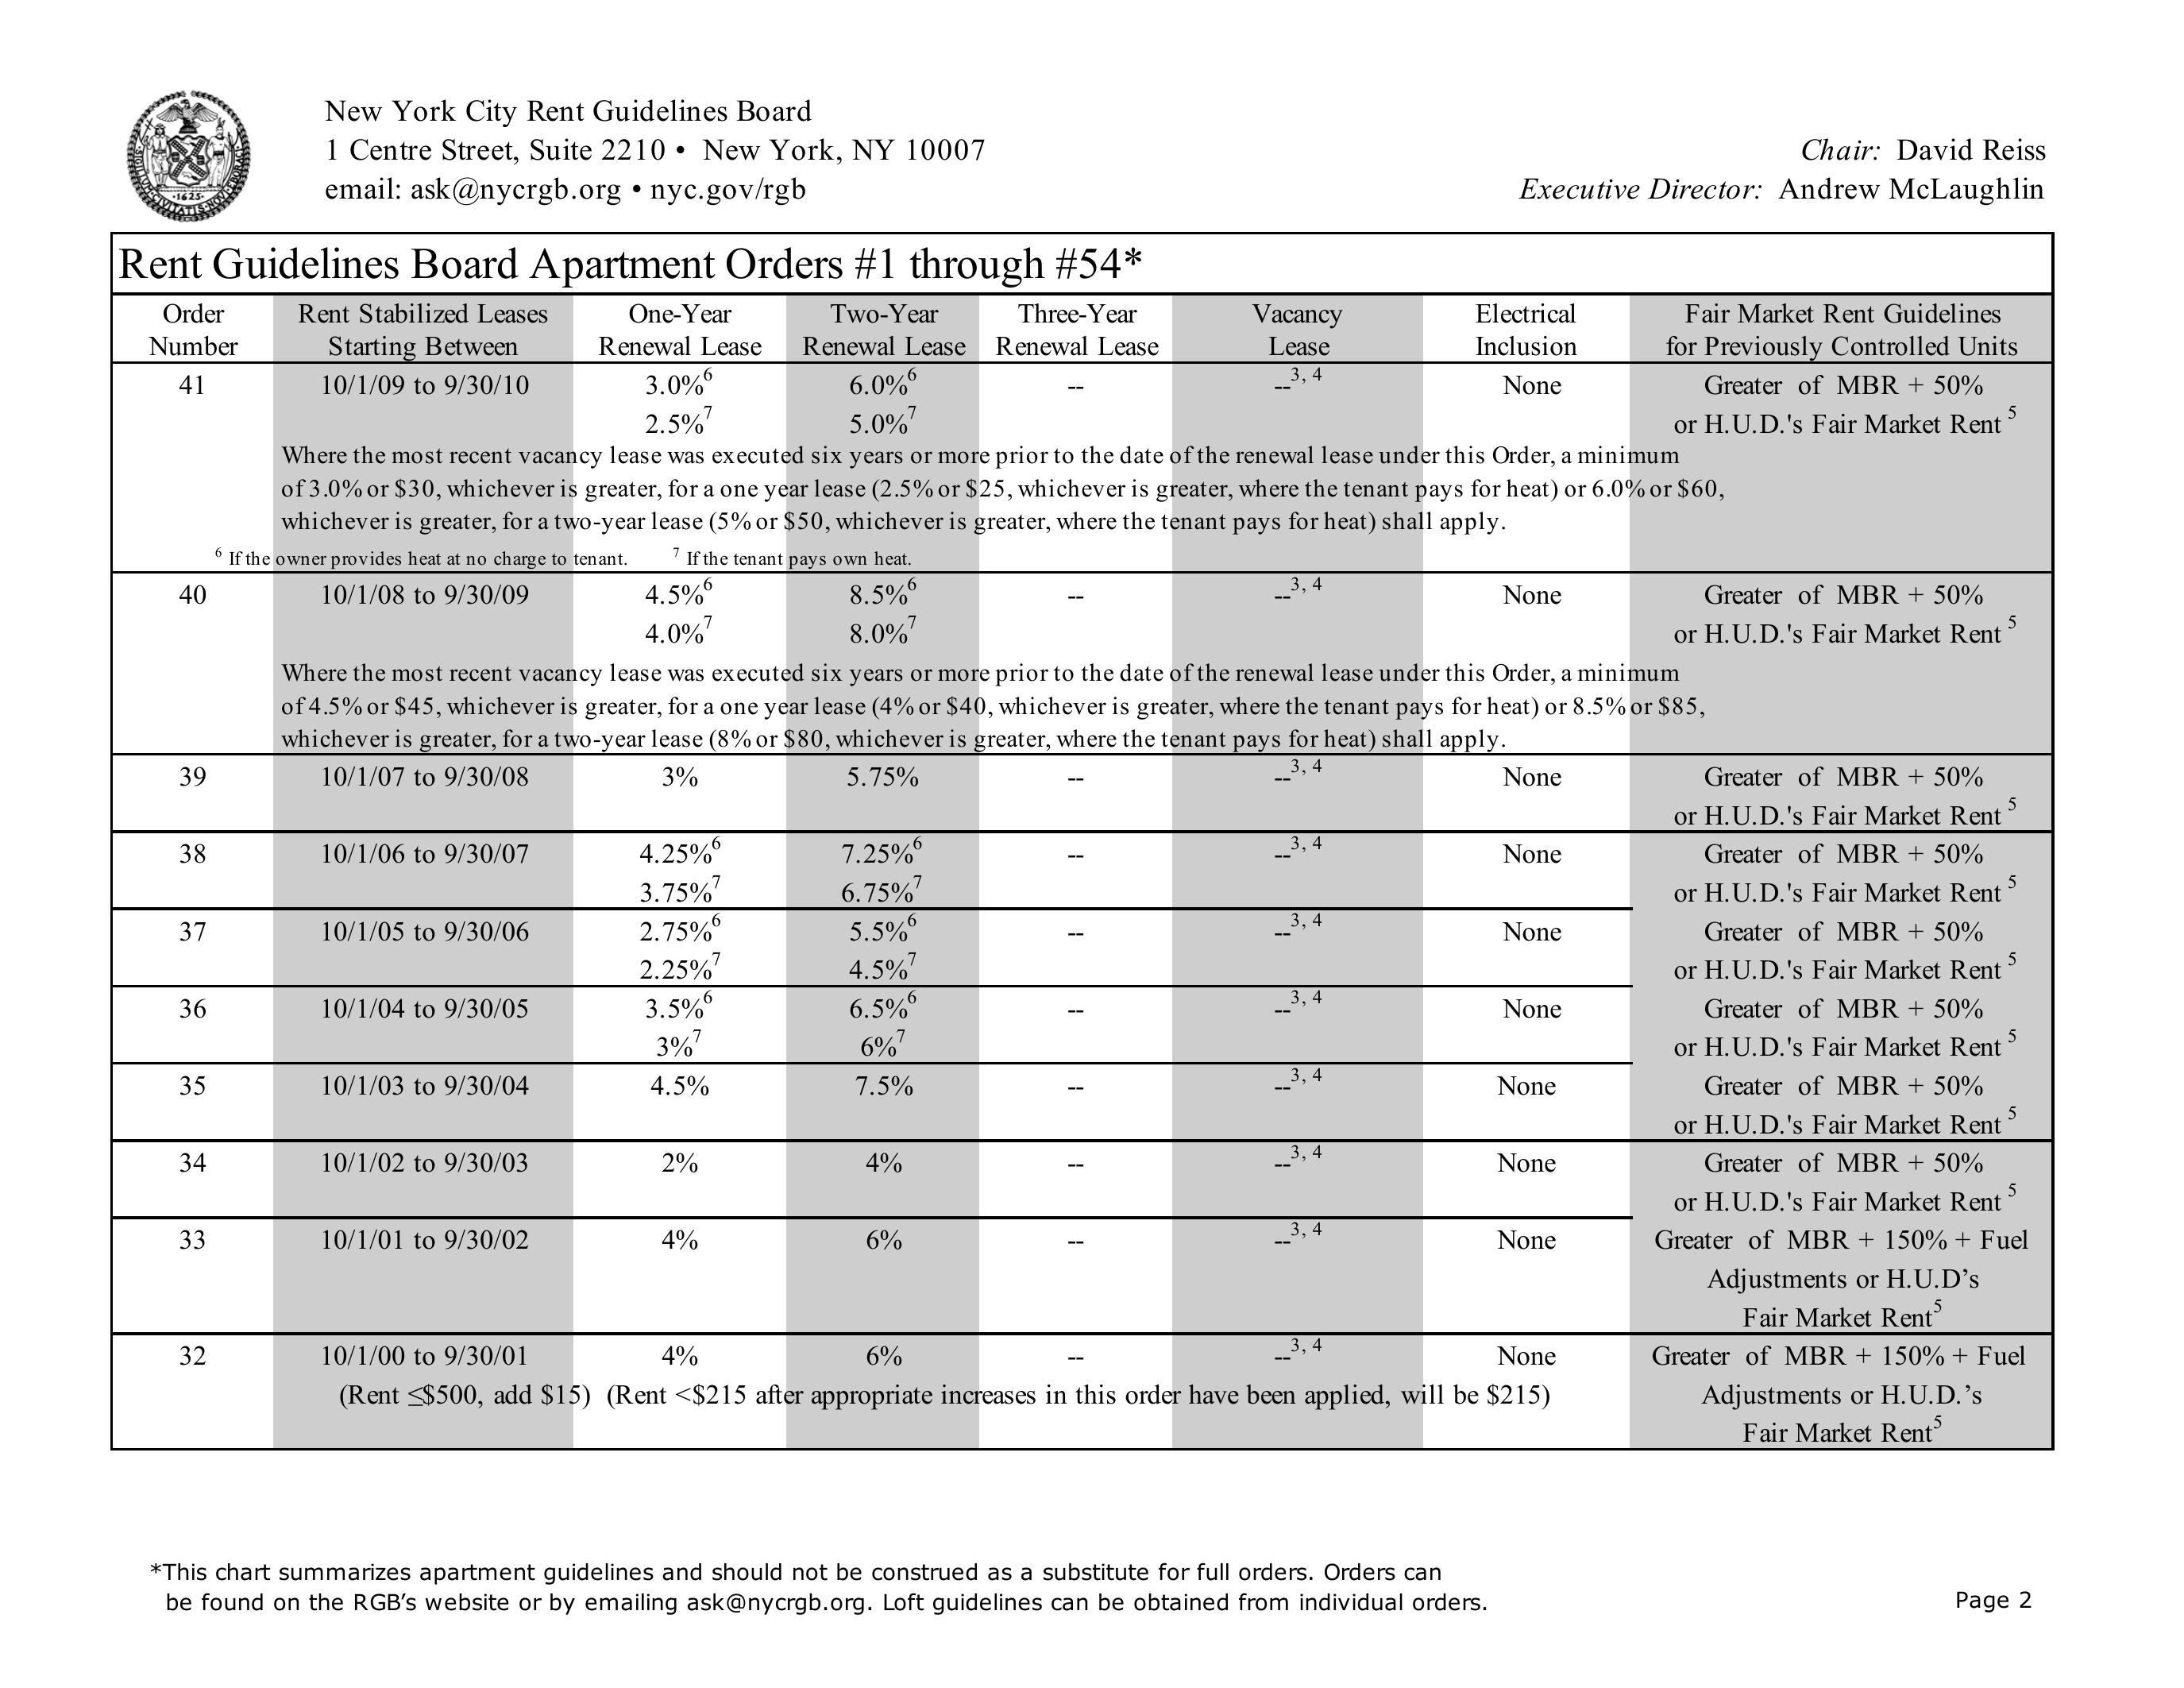 New York City Rent Guidelines Board
1 Centre Street, Suite 2210 • New York, NY 10007
email: ask@nycrgb.org • nyc.gov/rgb
Chair: David Reiss
Executive Director: Andrew McLaughlin
Rent Guidelines Board Apartment Orders #1 through #54*
Order Number Rent Stabilized Leases Starting Between One-Year Renewal Lease Two-Year Renewal Lease Three-Year Renewal Lease Vacancy Lease Electrical Inclusion Fair Market Rent Guidelines for Previously Controlled Units
41 10/1/09 to 9/30/10 3.0%⁶ 6.0%⁶ -- --³, ⁴ None Greater of MBR + 50%
2.5%⁷ 5.0%⁷ or H.U.D.'s Fair Market Rent ⁵
Where the most recent vacancy lease was executed six years or more prior to the date of the renewal lease under this Order, a minimum
of 3.0% or $30, whichever is greater, for a one year lease (2.5% or $25, whichever is greater, where the tenant pays for heat) or 6.0% or $60,
whichever is greater, for a two-year lease (5% or $50, whichever is greater, where the tenant pays for heat) shall apply.
⁶ If the owner provides heat at no charge to tenant. ⁷ If the tenant pays own heat.
40 10/1/08 to 9/30/09 4.5%⁶ 8.5%⁶ -- --³, ⁴ None Greater of MBR + 50%
4.0%⁷ 8.0%⁷ or H.U.D.'s Fair Market Rent ⁵
Where the most recent vacancy lease was executed six years or more prior to the date of the renewal lease under this Order, a minimum
of 4.5% or $45, whichever is greater, for a one year lease (4% or $40, whichever is greater, where the tenant pays for heat) or 8.5% or $85,
whichever is greater, for a two-year lease (8% or $80, whichever is greater, where the tenant pays for heat) shall apply.
39 10/1/07 to 9/30/08 3% 5.75% -- --³, ⁴ None Greater of MBR + 50%
or H.U.D.'s Fair Market Rent ⁵
38 10/1/06 to 9/30/07 4.25%⁶ 7.25%⁶ -- --³, ⁴ None Greater of MBR + 50%
3.75%⁷ 6.75%⁷ or H.U.D.'s Fair Market Rent ⁵
37 10/1/05 to 9/30/06 2.75%⁶ 5.5%⁶ -- --³, ⁴ None Greater of MBR + 50%
2.25%⁷ 4.5%⁷ or H.U.D.'s Fair Market Rent ⁵
36 10/1/04 to 9/30/05 3.5%⁶ 6.5%⁶ -- --³, ⁴ None Greater of MBR + 50%
3%⁷ 6%⁷ or H.U.D.'s Fair Market Rent ⁵
35 10/1/03 to 9/30/04 4.5% 7.5% -- --³, ⁴ None Greater of MBR + 50%
or H.U.D.'s Fair Market Rent ⁵
34 10/1/02 to 9/30/03 2% 4% -- --³, ⁴ None Greater of MBR + 50%
or H.U.D.'s Fair Market Rent ⁵
33 10/1/01 to 9/30/02 4% 6% -- --³, ⁴ None Greater of MBR + 150% + Fuel
Adjustments or H.U.D’s
Fair Market Rent⁵
32 10/1/00 to 9/30/01 4% 6% -- --³, ⁴ None Greater of MBR + 150% + Fuel
(Rent ≤$500, add $15) (Rent <$215 after appropriate increases in this order have been applied, will be $215) Adjustments or H.U.D.’s
Fair Market Rent⁵
*This chart summarizes apartment guidelines and should not be construed as a substitute for full orders. Orders can
be found on the RGB’s website or by emailing ask@nycrgb.org. Loft guidelines can be obtained from individual orders.
Page 2